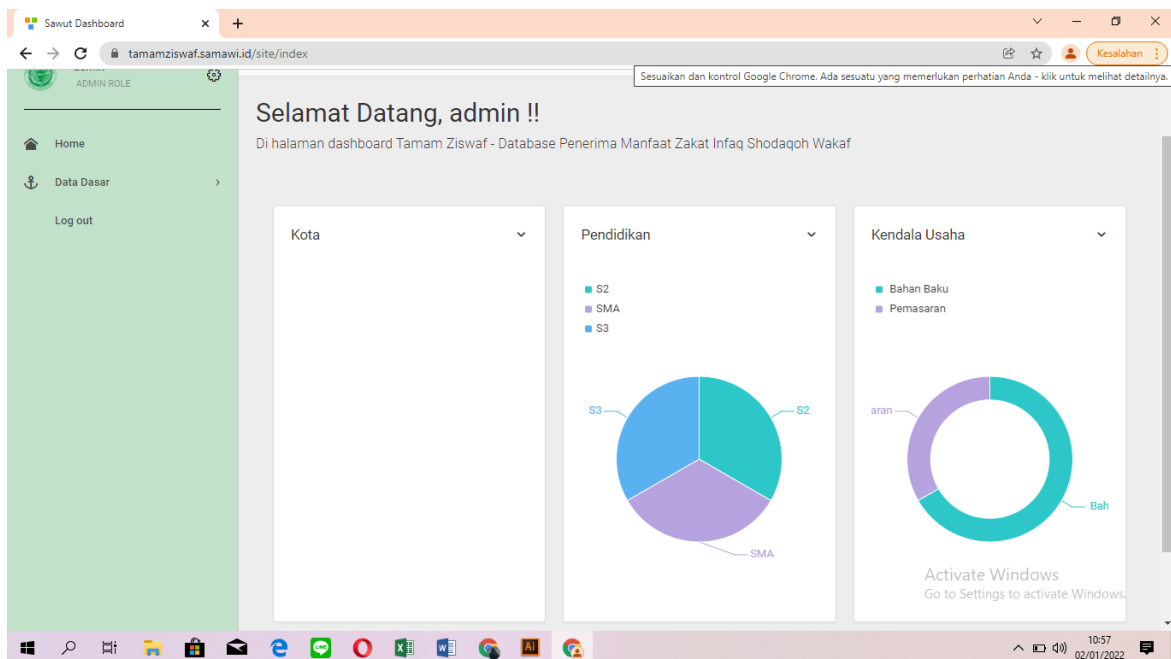 Sawut Dashboard
tamamziswaf.samawi.id/site/index
Kesalahan
Sesuaikan dan kontrol Google Chrome. Ada sesuatu yang memerlukan perhatian Anda - klik untuk melihat detailnya.
ADMIN ROLE
Home
Data Dasar
Log out
Selamat Datang, admin !!
Di halaman dashboard Tamam Ziswaf - Database Penerima Manfaat Zakat Infaq Shodaqoh Wakaf
Kota
Pendidikan
S2
SMA
S3
S3
S2
SMA
Kendala Usaha
Bahan Baku
Pemasaran
aran
Bah
Activate Windows
Go to Settings to activate Windows.
LINE
Ai
10:57
02/01/2022